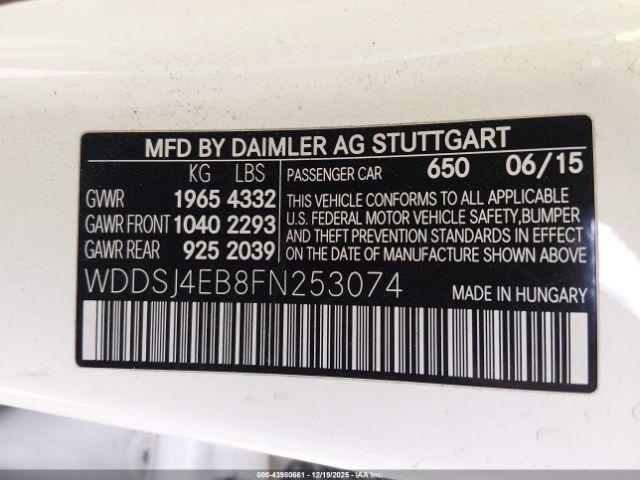 MFD BY DAIMLER AG STUTTGART
KG LBS PASSENGER CAR 650 06/15
GVWR 1965 4332
GAWR FRONT 1040 2293
GAWR REAR 925 2039
THIS VEHICLE CONFORMS TO ALL APPLICABLE
U.S. FEDERAL MOTOR VEHICLE SAFETY,BUMPER
AND THEFT PREVENTION STANDARDS IN EFFECT
ON THE DATE OF MANUFACTURE SHOWN ABOVE.
WDDSJ4EB8FN253074
MADE IN HUNGARY
000-43980661 - 12/19/2025 - IAAI.COM